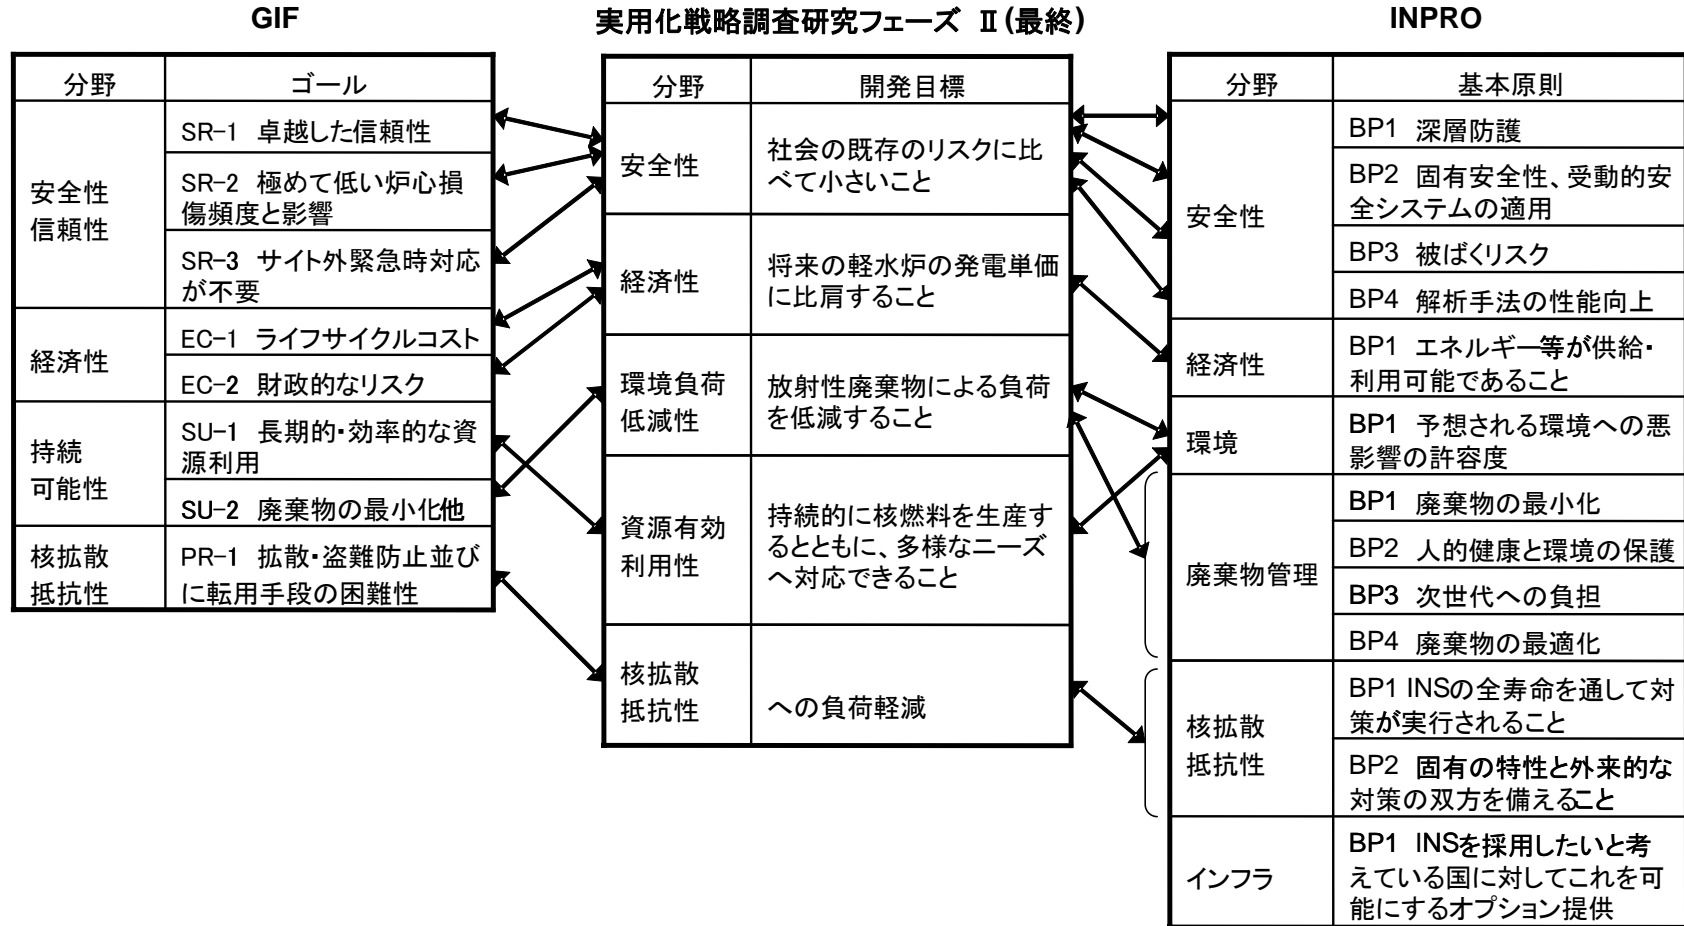 GIF
分野 ゴール
安全性
信頼性
SR-1 卓越した信頼性
SR-2 極めて低い炉心損
傷頻度と影響
SR-3 サイト外緊急時対応
が不要
経済性
EC-1 ライフサイクルコスト
EC-2 財政的なリスク
持続
可能性
SU-1 長期的・効率的な資
源利用
SU-2 廃棄物の最小化他
核拡散
抵抗性
PR-1 拡散・盗難防止並び
に転用手段の困難性
実用化戦略調査研究フェーズ Ⅱ(最終)
分野 開発目標
安全性
社会の既存のリスクに比
べて小さいこと
経済性
将来の軽水炉の発電単価
に比肩すること
環境負荷
低減性
放射性廃棄物による負荷
を低減すること
資源有効
利用性
持続的に核燃料を生産す
るとともに、多様なニーズ
へ対応できること
核拡散
抵抗性
への負荷軽減
INPRO
分野 基本原則
安全性
BP1 深層防護
BP2 固有安全性、受動的安
全システムの適用
BP3 被ばくリスク
BP4 解析手法の性能向上
経済性
BP1 エネルギー等が供給・
利用可能であること
環境
BP1 予想される環境への悪
影響の許容度
廃棄物管理
BP1 廃棄物の最小化
BP2 人的健康と環境の保護
BP3 次世代への負担
BP4 廃棄物の最適化
核拡散
抵抗性
BP1 INSの全寿命を通して対
策が実行されること
BP2 固有の特性と外来的な
対策の双方を備えること
インフラ
BP1 INSを採用したいと考
えている国に対してこれを可
能にするオプション提供